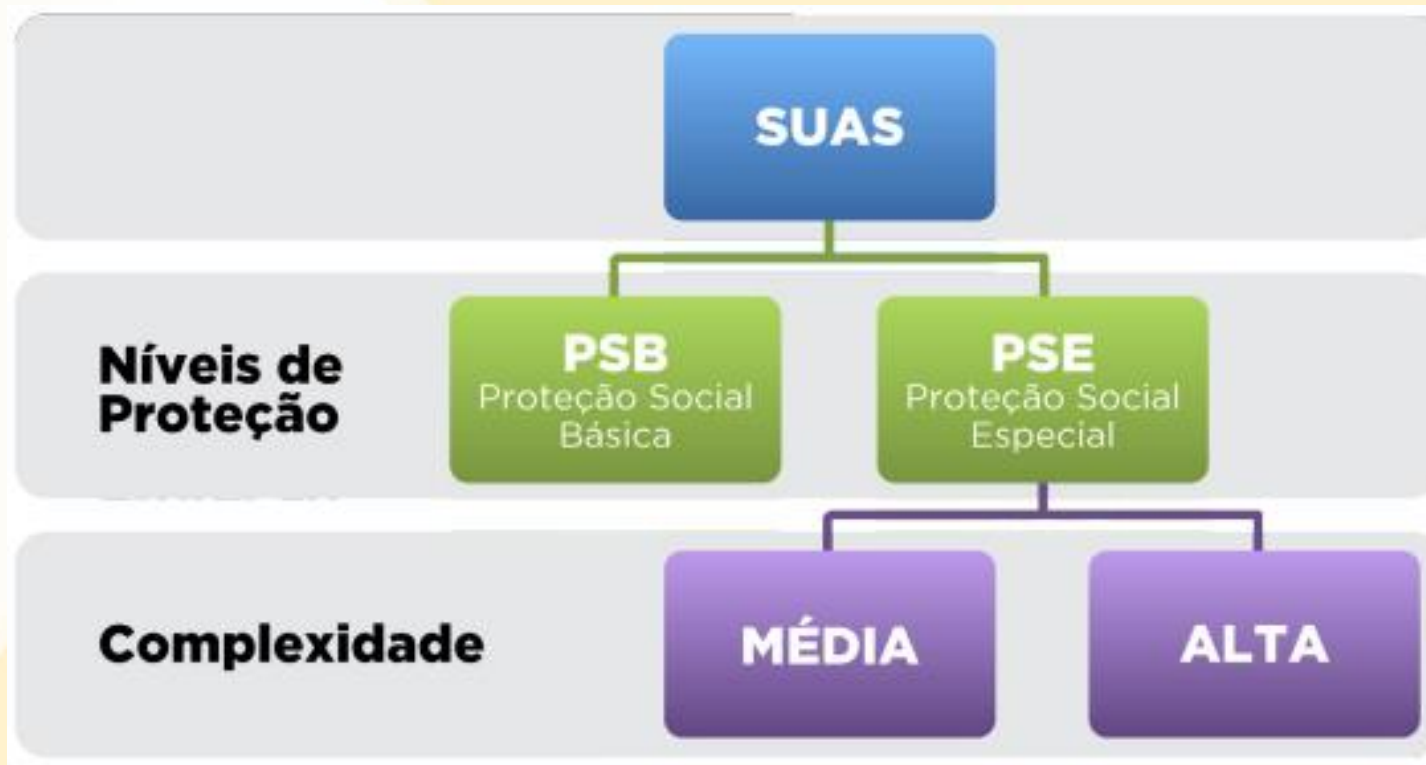 SUAS
Níveis de
Proteção
PSB
Proteção Social
Básica
PSE
Proteção Social
Especial
Complexidade
MÉDIA
ALTA